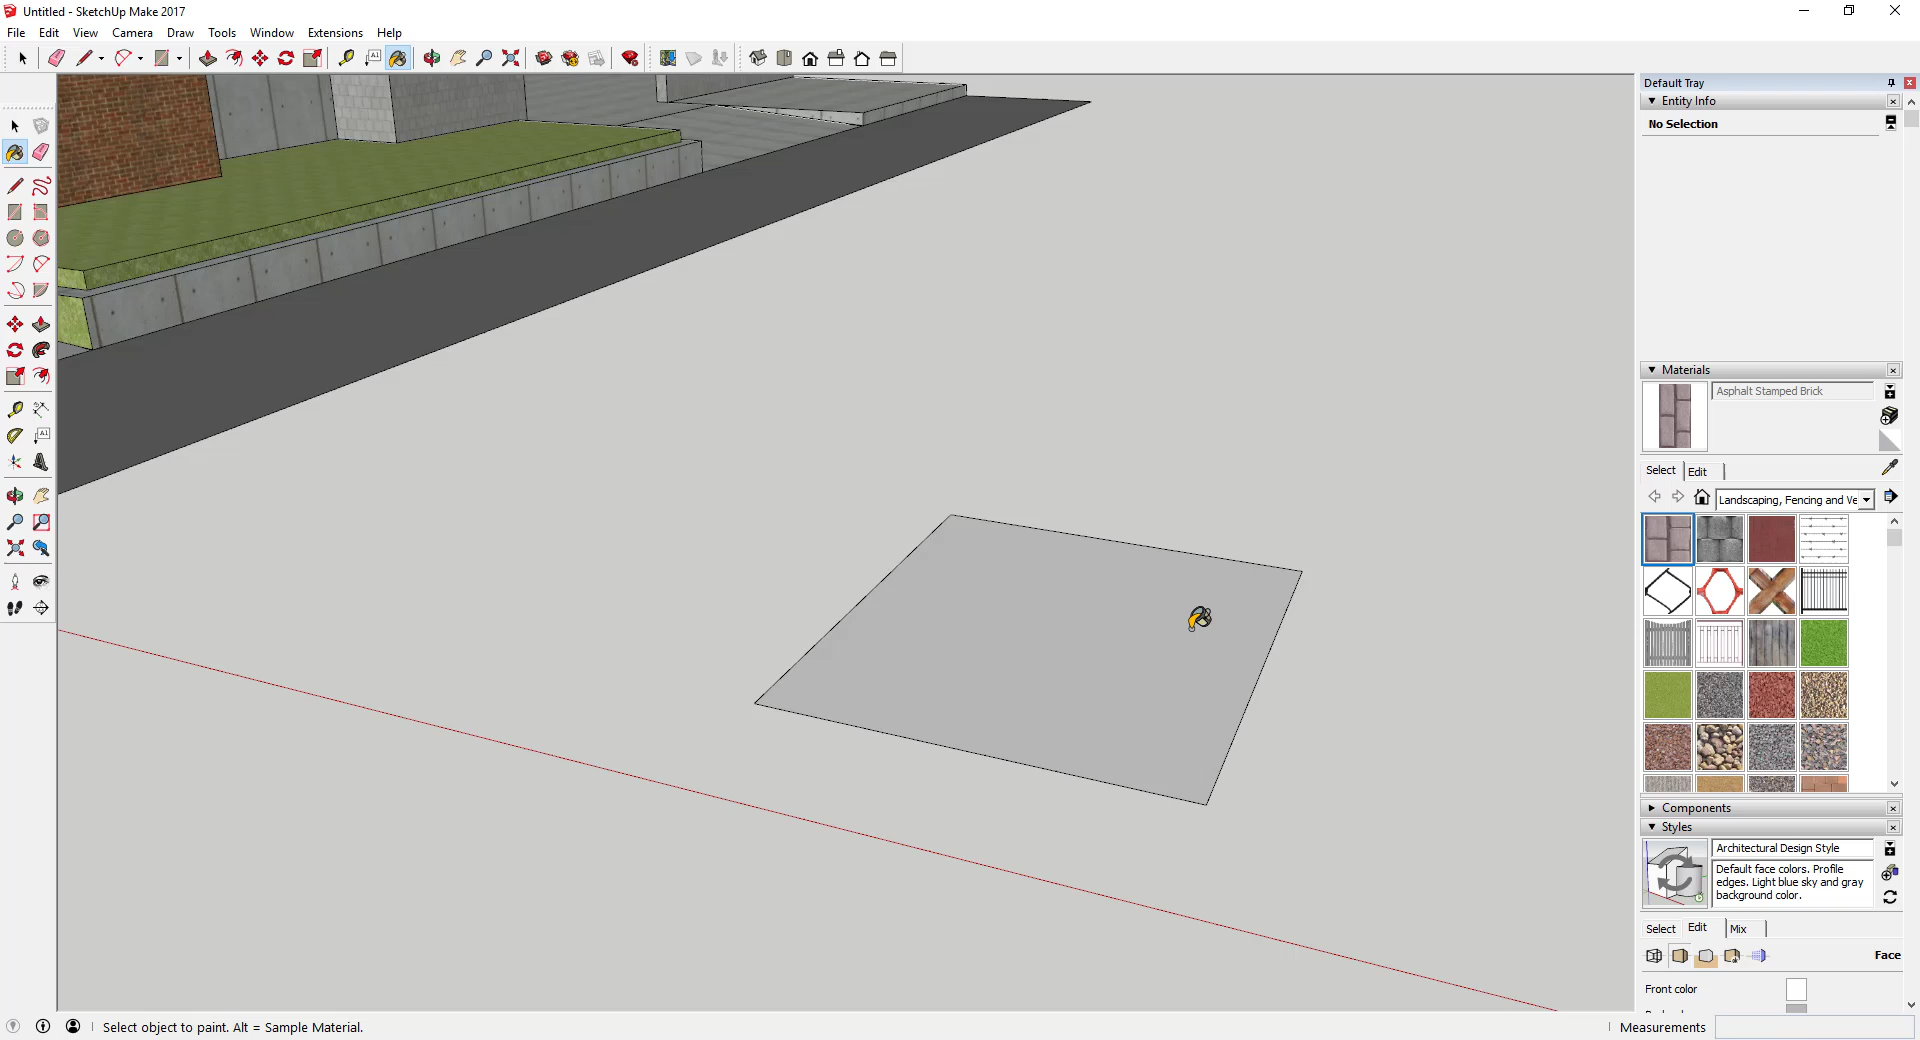 Untitled - SketchUp Make 2017
File Edit View Camera Draw Tools Window Extensions Help
Default Tray
Entity Info
No Selection
Materials
Asphalt Stamped Brick
Select Edit
Landscaping, Fencing and Ve
Components
Styles
Architectural Design Style
Default face colors. Profile
edges. Light blue sky and gray
background color.
Select Edit Mix
Face
Front color
Select object to paint. Alt = Sample Material.
Measurements